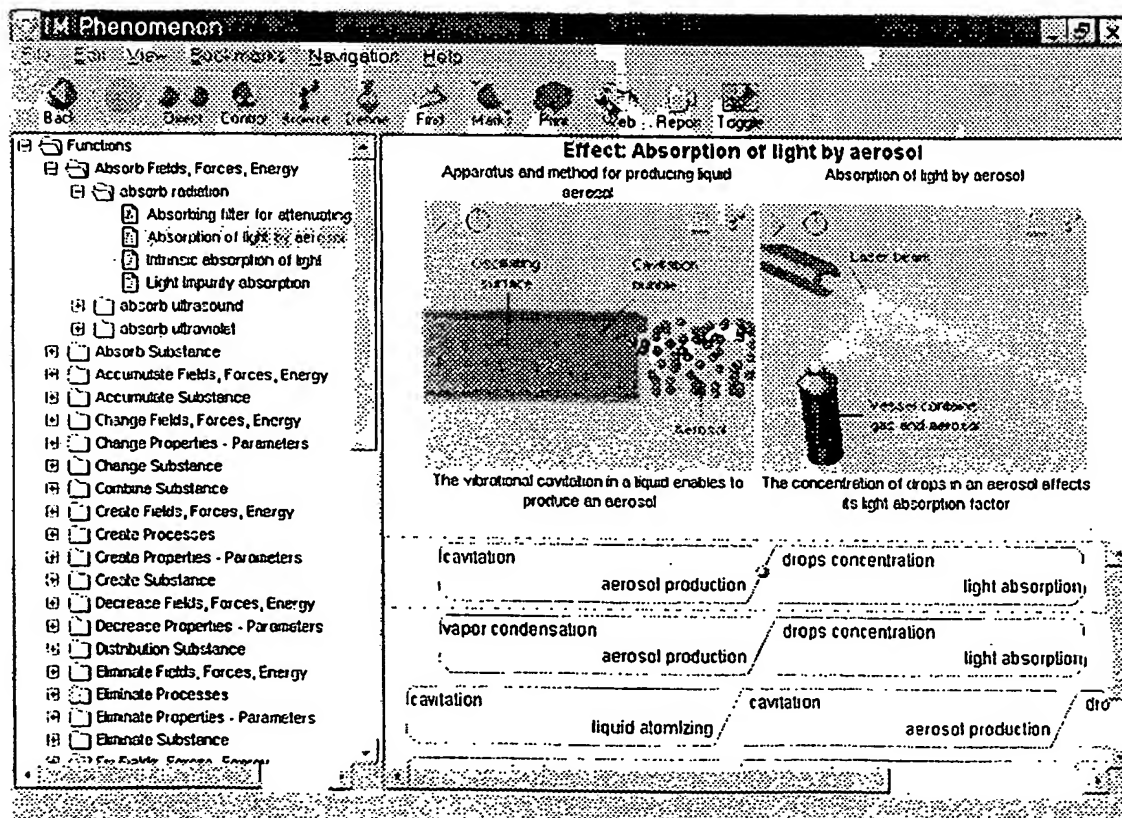 IM Phenomenon
Edit View Bookmarks Navigation Help
Back Direct Control Browse Define Find Marks Print Web Report Toggle
Functions
Absorb Fields, Forces, Energy
absorb radiation
Absorbing filter for attenuating
Absorption of light by aerosol
Intrinsic absorption of light
Light Impurity absorption
absorb ultrasound
absorb ultraviolet
Absorb Substance
Accumulate Fields, Forces, Energy
Accumulate Substance
Change Fields, Forces, Energy
Change Properties - Parameters
Change Substance
Combine Substance
Create Fields, Forces, Energy
Create Processes
Create Properties - Parameters
Create Substance
Decrease Fields, Forces, Energy
Decrease Properties - Parameters
Distribution Substance
Eliminate Fields, Forces, Energy
Eliminate Processes
Eliminate Properties - Parameters
Eliminate Substance
Fields, Forces, Energy
Effect: Absorption of light by aerosol
Apparatus and method for producing liquid
aerosol
Oscillating
surface
Cavitation
bubble
Aerosol
The vibrational cavitation in a liquid enables to
produce an aerosol
Absorption of light by aerosol
Laser beam
Vessel contains
gas and aerosol
The concentration of drops in an aerosol affects
its light absorption factor
cavitation
aerosol production
drops concentration
light absorption
vapor condensation
aerosol production
drops concentration
light absorption
cavitation
liquid atomizing
cavitation
aerosol production
dro